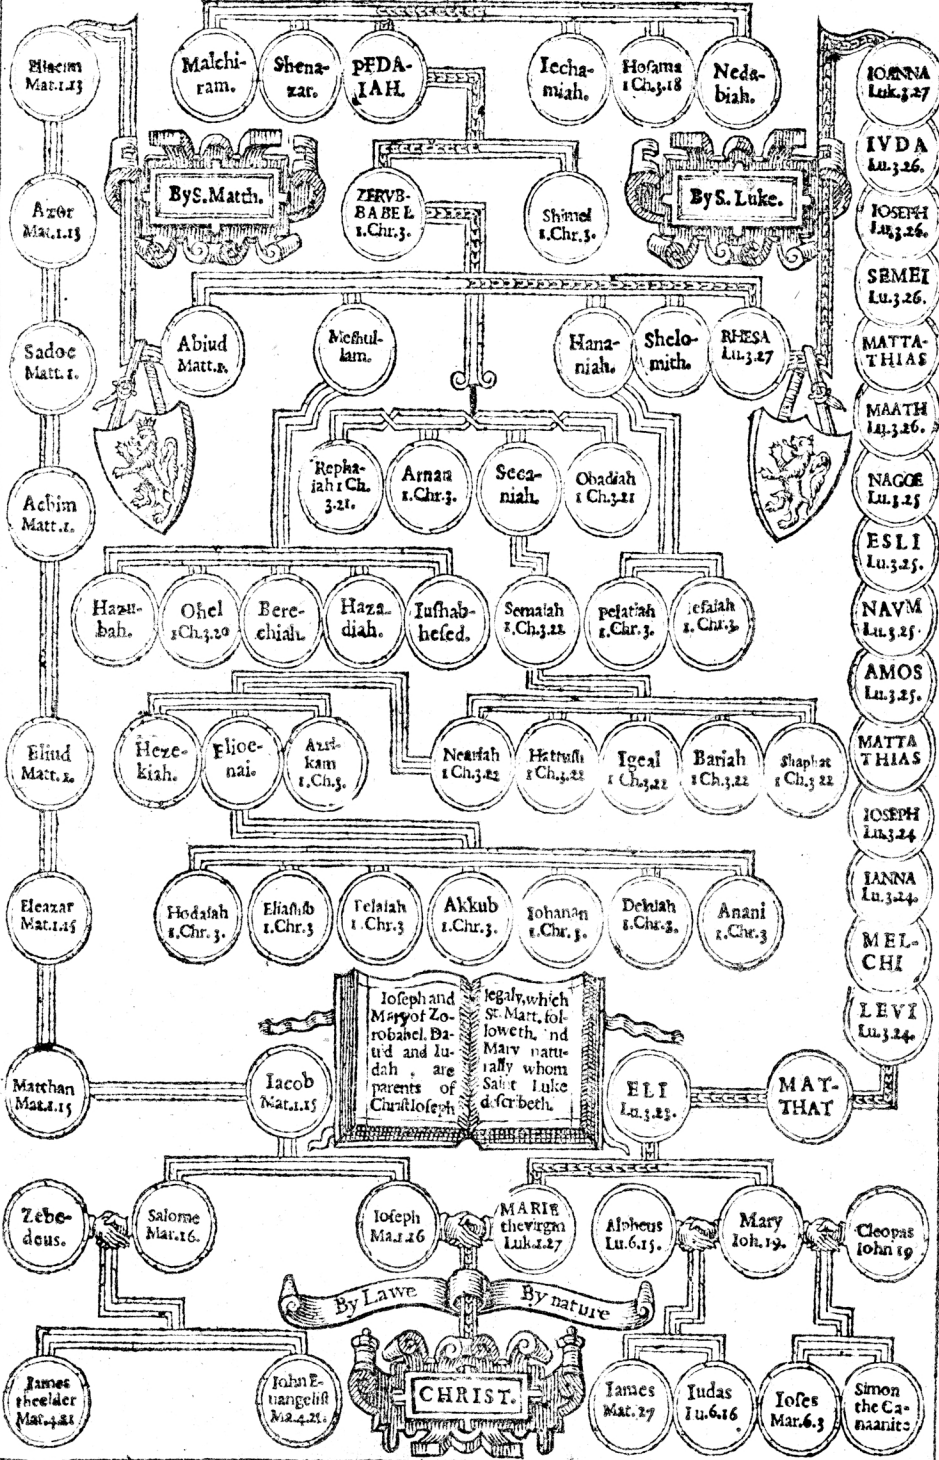 Eliacim
Mat.1.13
Malchi-
ram.
Shena-
zar.
PEDA-
IAH.
Iecha-
miah.
Hosama
1 Ch.3.18
Neda-
biah.
IOANNA
Luk.3.27
By S. Matth.
By S. Luke.
IVDA
Lu.3.26.
Azor
Mat.1.13
ZERVB-
BABEL
1.Chr.3.
Shimei
1.Chr.3.
IOSEPH
Lu.3.26.
SEMEI
Lu.3.26.
Sadoc
Matt.1.
Abiud
Matt.1.
Meshul-
lam.
Hana-
niah.
Shelo-
mith.
RHESA
Lu.3.27
MATTA-
THIAS
MAATH
Lu.3.26.
Achim
Matt.1.
Repha-
iah 1 Ch.
3.21.
Arnan
1.Chr.3.
Seca-
niah.
Obadiah
1 Ch.3.21
NAGGE
Lu.3.25
ESLI
Lu.3.25.
Hazu-
bah.
Ohel
1 Ch.3.20
Bere-
chiah.
Haza-
diah.
Iushab-
hesed.
Semaiah
1.Ch.3.22
Pelatiah
1.Chr.3.
Iesaiah
1.Chr.3.
NAVM
Lu.3.25.
AMOS
Lu.3.25.
Eliud
Matt.1.
Heze-
kiah.
Elioe-
nai.
Azri-
kam
1.Ch.3.
Neariah
1 Ch.3.22
Hattush
1 Ch.3.22
Igeal
1 Ch.3.22
Bariah
1 Ch.3.22
Shaphat
1 Ch.3 22
MATTA
THIAS
IOSEPH
Lu.3.24
Eleazar
Mat.1.15
Hodaiah
1.Chr.3.
Eliashib
1.Chr.3
Pelaiah
1.Chr.3
Akkub
1.Chr.3.
Iohanan
1.Chr.3.
Delaiah
1.Chr.3.
Anani
1.Chr.3
IANNA
Lu.3.24.
MEL-
CHI
LEVI
Lu.3.24.
Ioseph and
Mary of Zo-
robabel, Da-
uid and Iu-
dah, are
parents of
Christ Ioseph
legaly, which
St. Matt. fol-
loweth, nd
Mary natu-
rally whom
Saint Luke
describeth.
Matthan
Mat.1.15
Iacob
Mat.1.15
ELI
Lu.3.23.
MAT-
THAT
Zebe-
deus.
Salome
Mar.16.
Ioseph
Ma.1.16
MARIE
the virgin
Luk.1.27
Alpheus
Lu.6.15.
Mary
Ioh.19.
Cleopas
Iohn 19
By Lawe
By nature
Iames
the elder
Mat.4.21
Iohn E-
uangelist
Ma.4.21.
CHRIST.
Iames
Mat.27
Iudas
Lu.6.16
Ioses
Mar.6.3
Simon
the Ca-
naanite